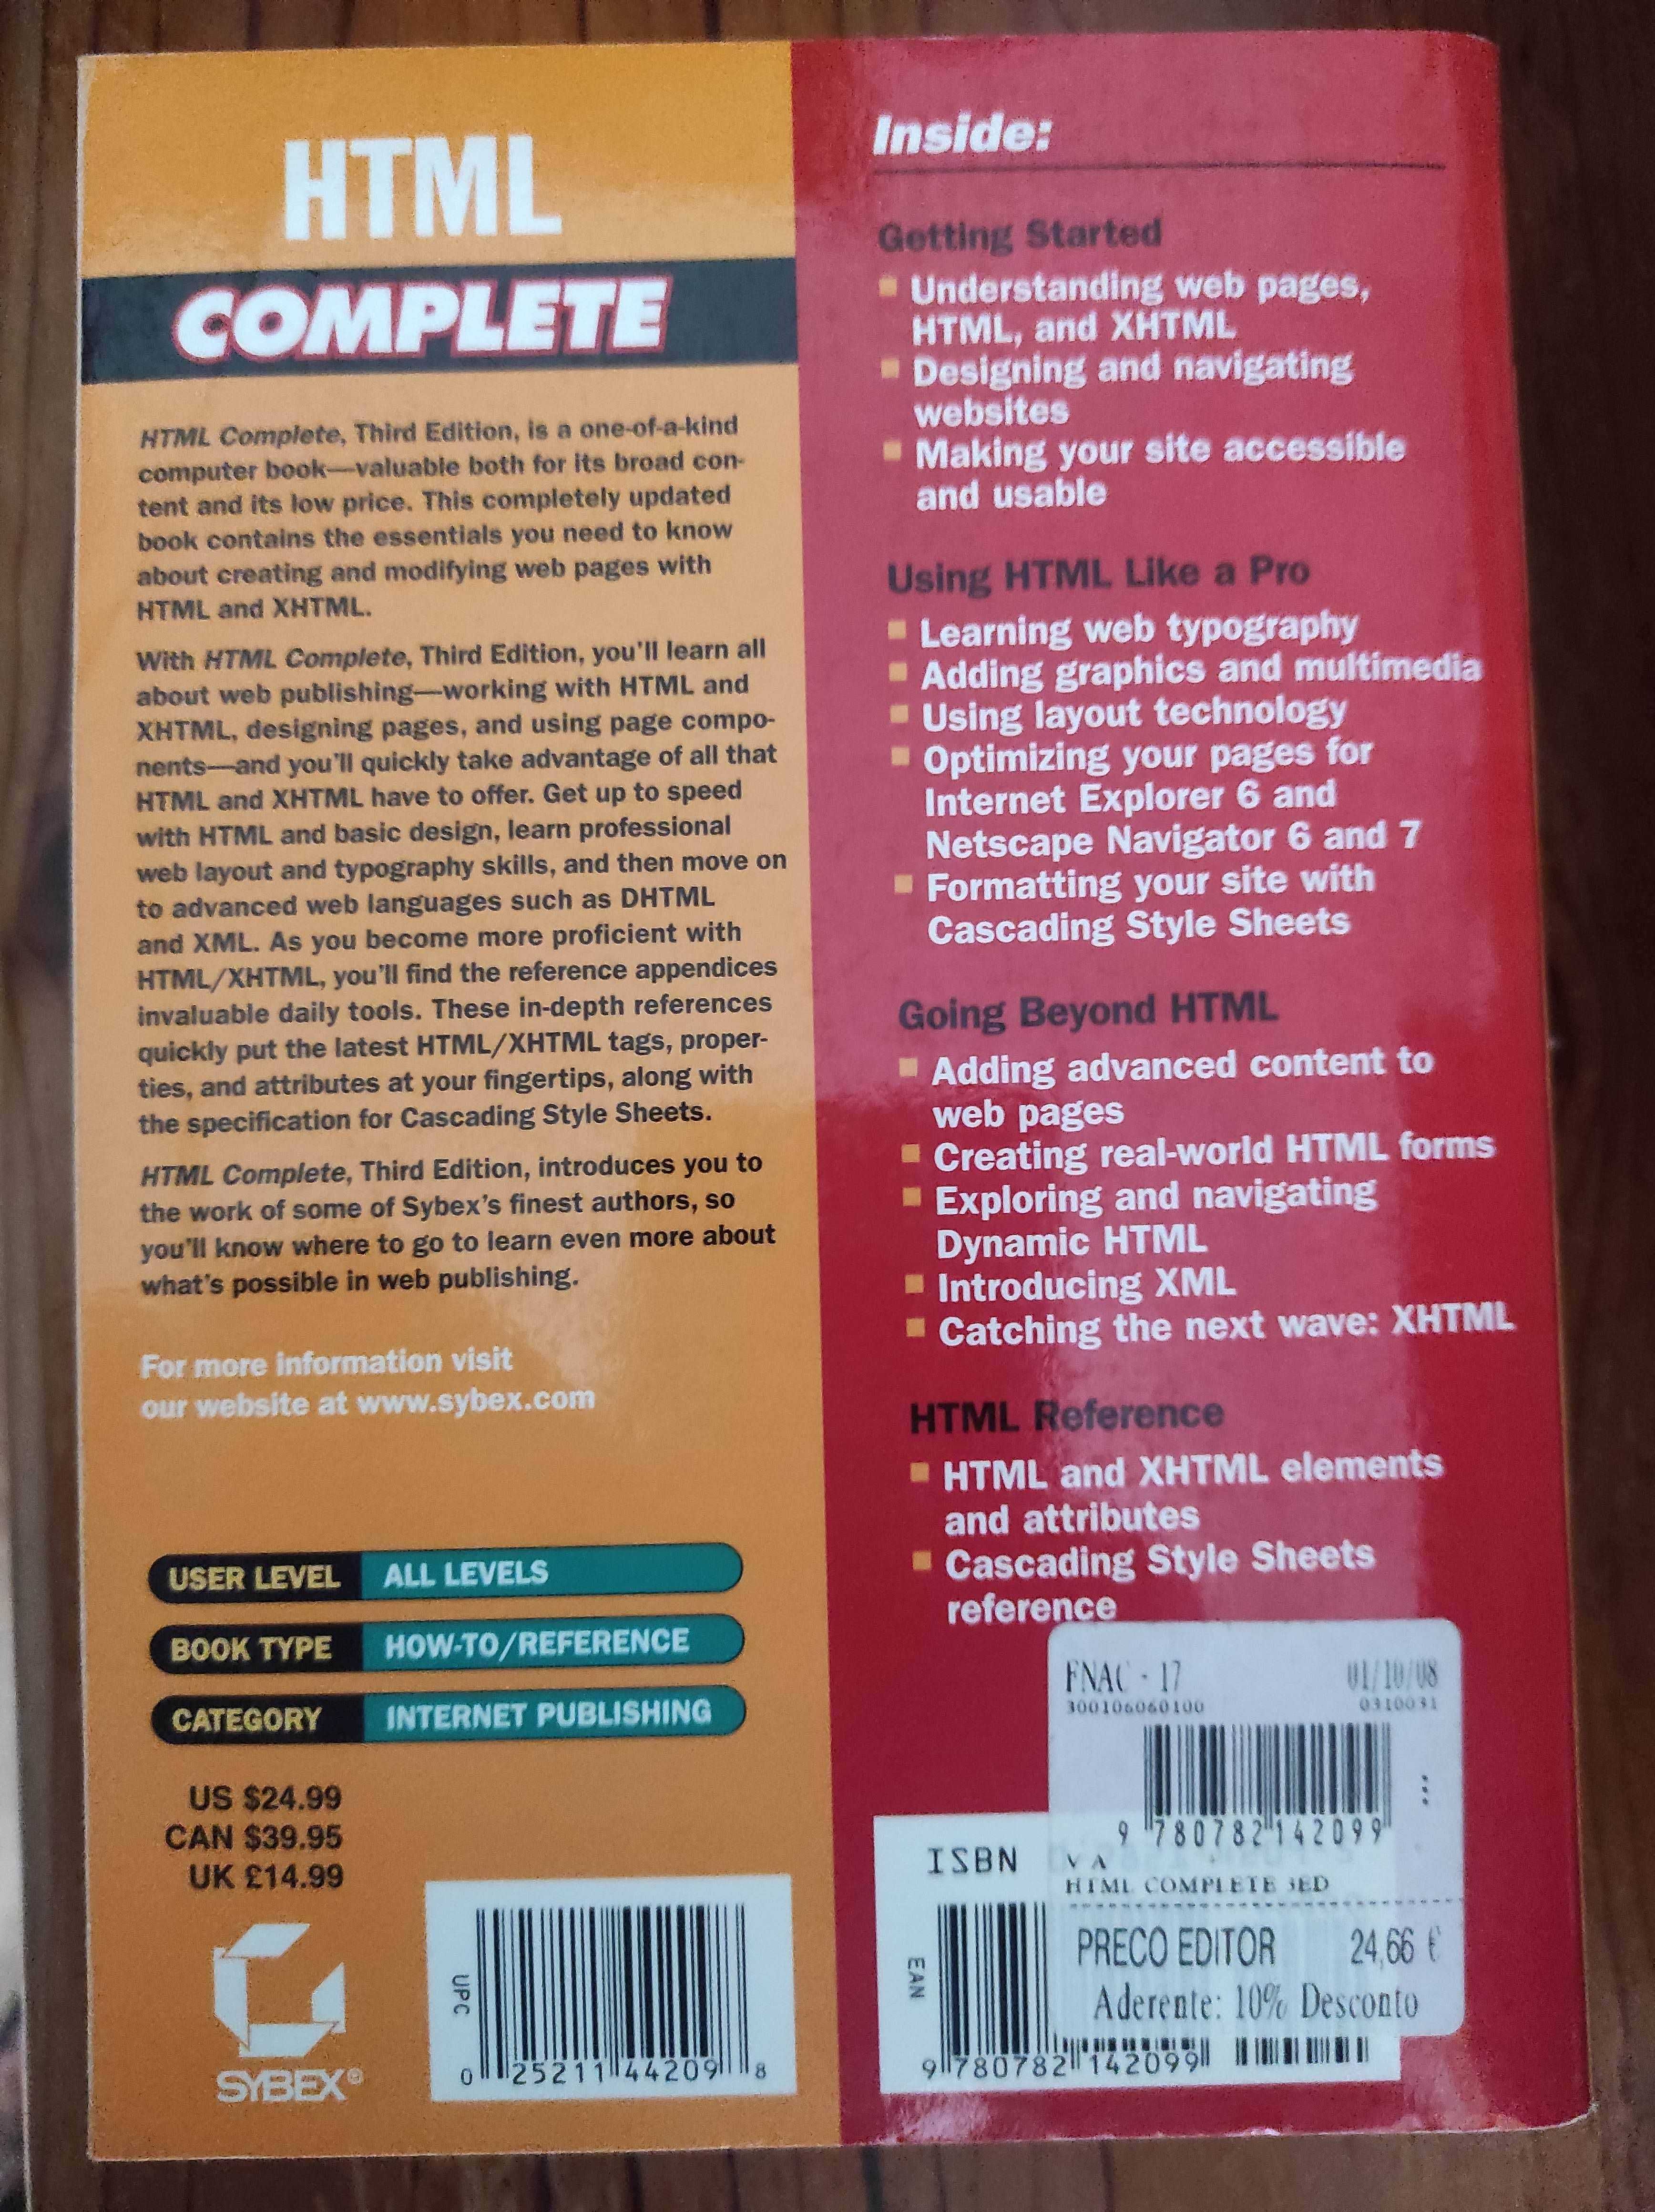 HTML
COMPLETE
HTML Complete, Third Edition, is a one-of-a-kind
computer book—valuable both for its broad con-
tent and its low price. This completely updated
book contains the essentials you need to know
about creating and modifying web pages with
HTML and XHTML.
With HTML Complete, Third Edition, you'll learn all
about web publishing—working with HTML and
XHTML, designing pages, and using page compo-
nents—and you'll quickly take advantage of all that
HTML and XHTML have to offer. Get up to speed
with HTML and basic design, learn professional
web layout and typography skills, and then move on
to advanced web languages such as DHTML
and XML. As you become more proficient with
HTML/XHTML, you'll find the reference appendices
invaluable daily tools. These in-depth references
quickly put the latest HTML/XHTML tags, proper-
ties, and attributes at your fingertips, along with
the specification for Cascading Style Sheets.
HTML Complete, Third Edition, introduces you to
the work of some of Sybex's finest authors, so
you'll know where to go to learn even more about
what's possible in web publishing.
For more information visit
our website at www.sybex.com
USER LEVEL ALL LEVELS
BOOK TYPE HOW-TO/REFERENCE
CATEGORY INTERNET PUBLISHING
US $24.99
CAN $39.95
UK £14.99
SYBEX®
UPC
0 25211 44209 8
Inside:
Getting Started
Understanding web pages,
HTML, and XHTML
Designing and navigating
websites
Making your site accessible
and usable
Using HTML Like a Pro
Learning web typography
Adding graphics and multimedia
Using layout technology
Optimizing your pages for
Internet Explorer 6 and
Netscape Navigator 6 and 7
Formatting your site with
Cascading Style Sheets
Going Beyond HTML
Adding advanced content to
web pages
Creating real-world HTML forms
Exploring and navigating
Dynamic HTML
Introducing XML
Catching the next wave: XHTML
HTML Reference
HTML and XHTML elements
and attributes
Cascading Style Sheets
reference
FNAC - 17 01/10/08
300106060100 0310031
9 780782 142099
ISBN
V A
HTML COMPLETE 3ED
PRECO EDITOR 24,66 €
Aderente: 10% Desconto
EAN
9 780782 142099